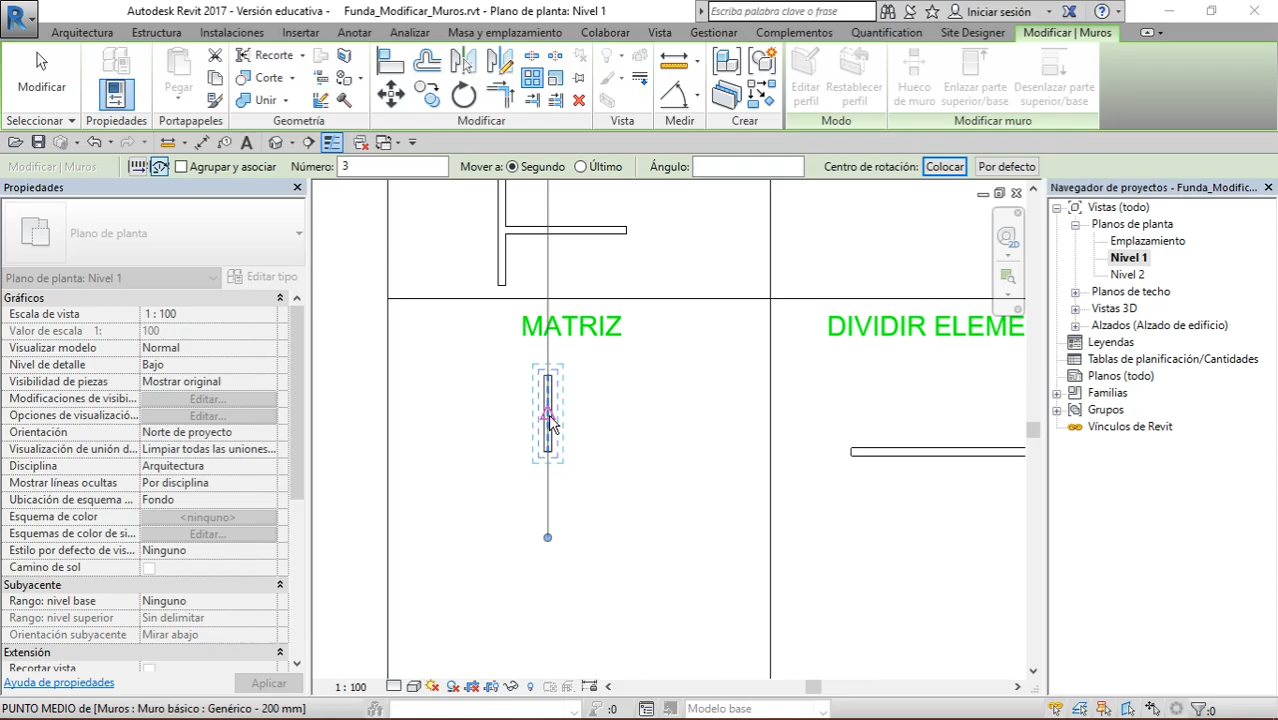 Autodesk Revit 2017 - Versión educativa -    Funda_Modificar_Muros.rvt - Plano de planta: Nivel 1
Escriba palabra clave o frase
Iniciar sesión
Arquitectura Estructura Instalaciones Insertar Anotar Analizar Masa y emplazamiento Colaborar Vista Gestionar Complementos Quantification Site Designer Modificar | Muros
Modificar
Pegar
Recorte
Corte
Unir
Editar perfil
Restablecer perfil
Hueco de muro
Enlazar parte superior/base
Desenlazar parte superior/base
Seleccionar Propiedades Portapapeles Geometría Modificar Vista Medir Crear Modo Modificar muro
Modificar | Muros
Agrupar y asociar Número: 3 Mover a: Segundo Último Ángulo: Centro de rotación: Colocar Por defecto
Propiedades
Plano de planta
Plano de planta: Nivel 1 Editar tipo
Gráficos
Escala de vista 1 : 100
Valor de escala 1: 100
Visualizar modelo Normal
Nivel de detalle Bajo
Visibilidad de piezas Mostrar original
Modificaciones de visibi... Editar...
Opciones de visualizació... Editar...
Orientación Norte de proyecto
Visualización de unión d... Limpiar todas las uniones...
Disciplina Arquitectura
Mostrar líneas ocultas Por disciplina
Ubicación de esquema ... Fondo
Esquema de color <ninguno>
Esquemas de color de si... Editar...
Estilo por defecto de vis... Ninguno
Camino de sol
Subyacente
Rango: nivel base Ninguno
Rango: nivel superior Sin delimitar
Orientación subyacente Mirar abajo
Extensión
Recortar vista
Ayuda de propiedades Aplicar
MATRIZ
DIVIDIR ELEME
2D
Navegador de proyectos - Funda_Modific...
Vistas (todo)
Planos de planta
Emplazamiento
Nivel 1
Nivel 2
Planos de techo
Vistas 3D
Alzados (Alzado de edificio)
Leyendas
Tablas de planificación/Cantidades
Planos (todo)
Familias
Grupos
Vínculos de Revit
1 : 100
PUNTO MEDIO de [Muros : Muro básico : Genérico - 200 mm]
:0
Modelo base
:0